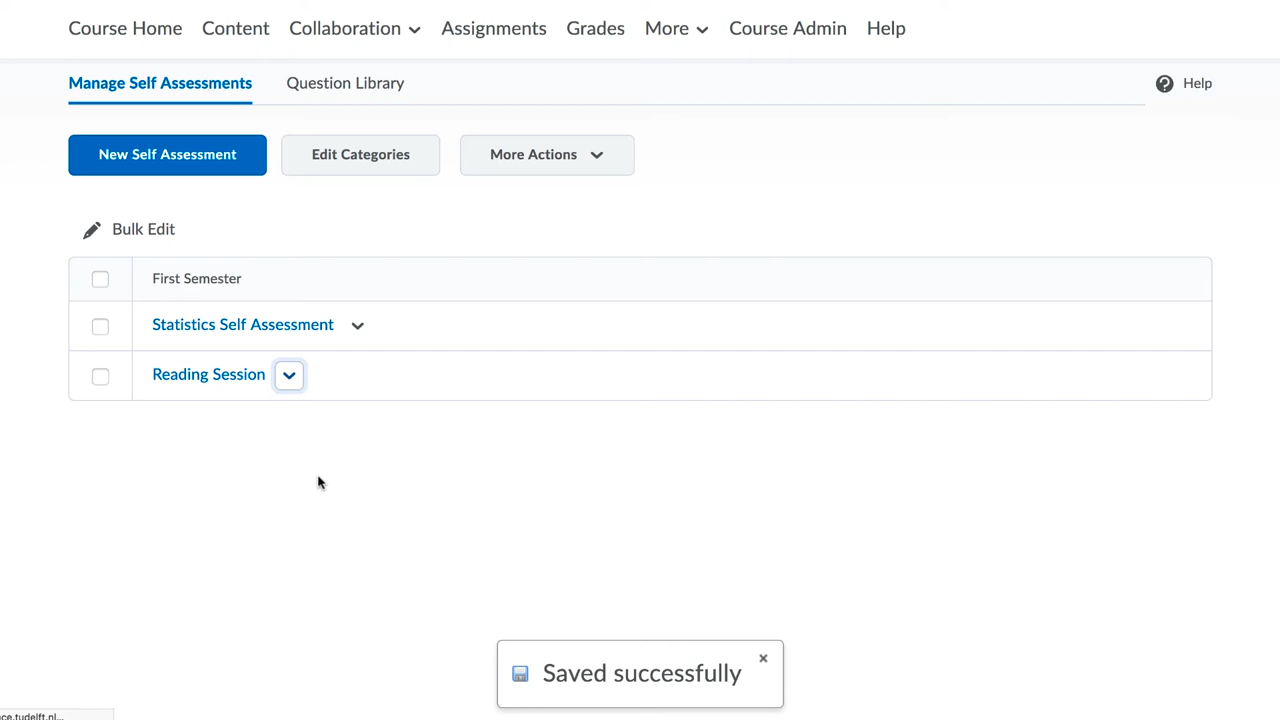 Course Home Content Collaboration Assignments Grades More Course Admin Help
Manage Self Assessments Question Library Help
New Self Assessment Edit Categories More Actions
Bulk Edit
First Semester
Statistics Self Assessment
Reading Session
Saved successfully
ce.tudelft.nl...